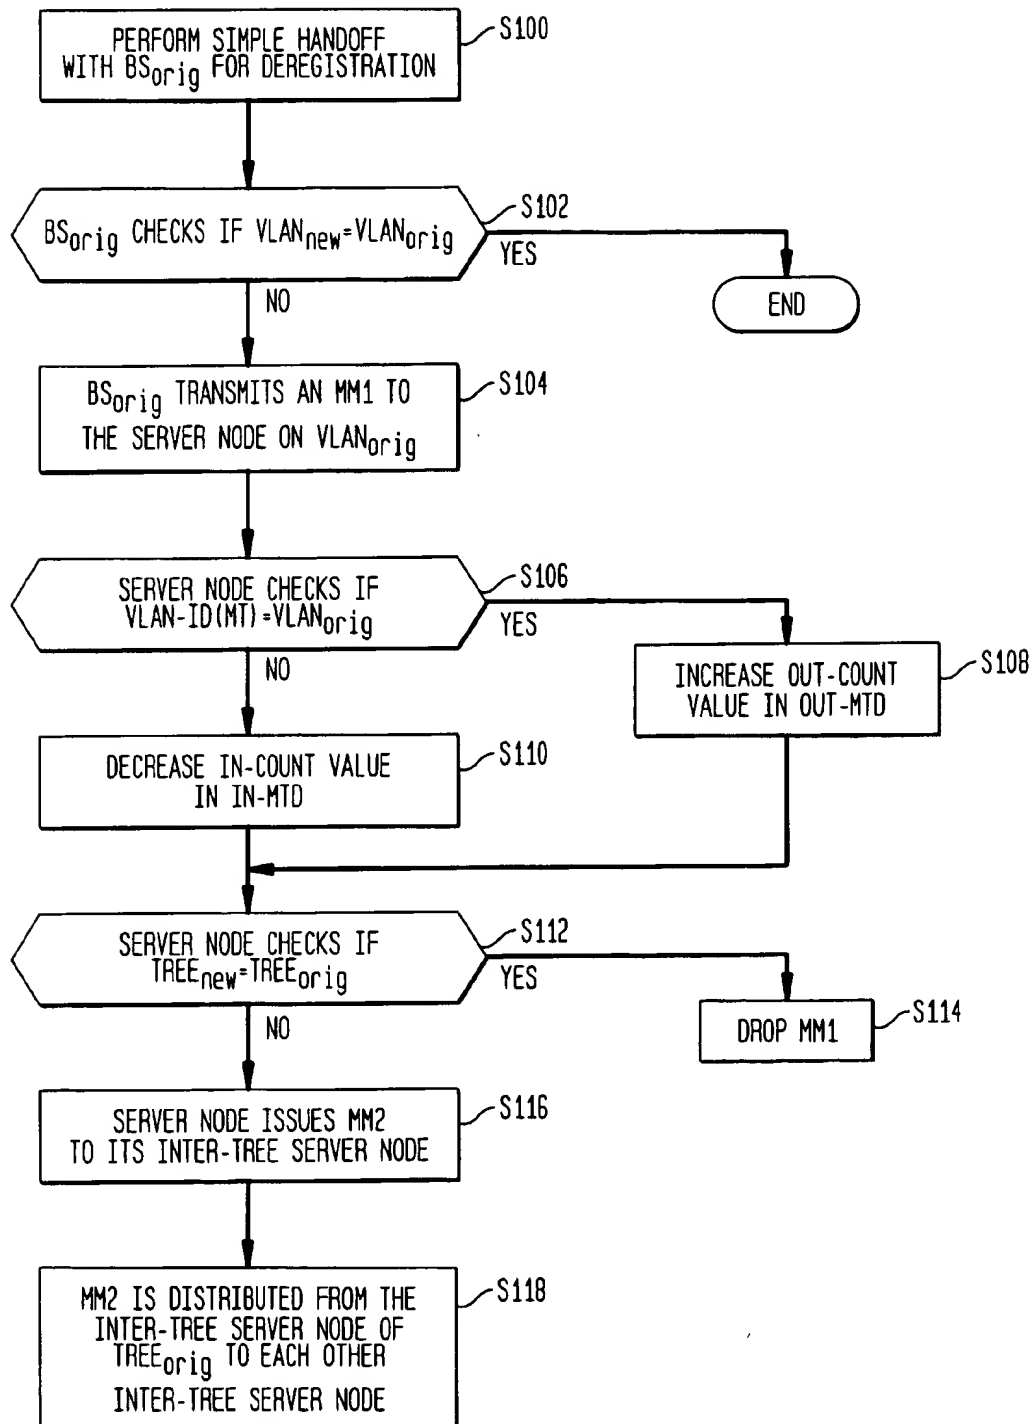 PERFORM SIMPLE HANDOFF
WITH BSorig FOR DEREGISTRATION
S100
BSorig CHECKS IF VLANnew=VLANorig
S102
YES
END
NO
BSorig TRANSMITS AN MM1 TO
THE SERVER NODE ON VLANorig
S104
SERVER NODE CHECKS IF
VLAN-ID(MT)=VLANorig
S106
YES
NO
INCREASE OUT-COUNT
VALUE IN OUT-MTD
S108
DECREASE IN-COUNT VALUE
IN IN-MTD
S110
SERVER NODE CHECKS IF
TREEnew=TREEorig
S112
YES
NO
DROP MM1
S114
SERVER NODE ISSUES MM2
TO ITS INTER-TREE SERVER NODE
S116
MM2 IS DISTRIBUTED FROM THE
INTER-TREE SERVER NODE OF
TREEorig TO EACH OTHER
INTER-TREE SERVER NODE
S118